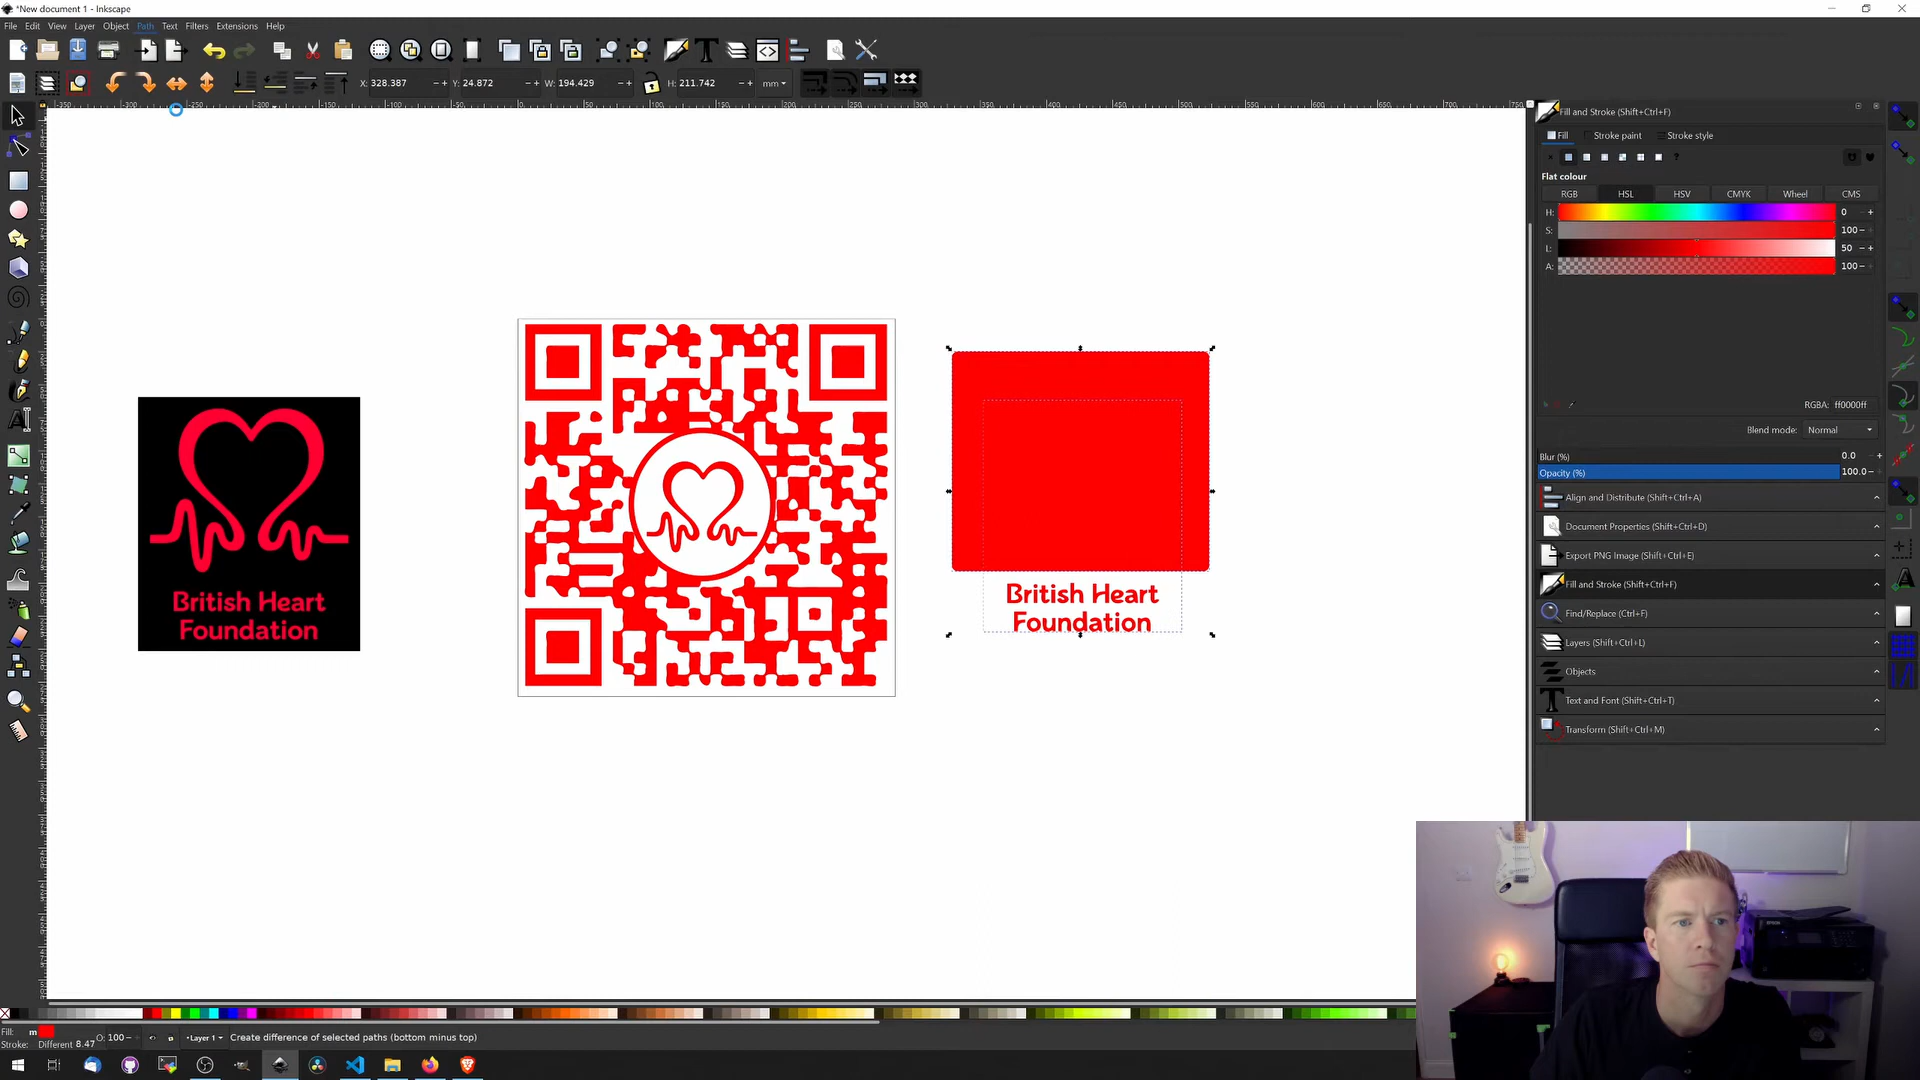 *New document 1 - Inkscape
File Edit View Layer Object Path Text Filters Extensions Help
X: 328.387 - + Y: 24.872 - + W: 194.429 - + H: 211.742 - + mm
Fill and Stroke (Shift+Ctrl+F)
Fill Stroke paint Stroke style
?
Flat colour
RGB HSL HSV CMYK Wheel CMS
H: 0 +
S: 100 -
L: 50 - +
A: 100 -
RGBA: ff0000ff
Blend mode: Normal
Blur (%) 0.0 +
Opacity (%) 100.0 -
Align and Distribute (Shift+Ctrl+A)
Document Properties (Shift+Ctrl+D)
Export PNG Image (Shift+Ctrl+E)
Fill and Stroke (Shift+Ctrl+F)
Find/Replace (Ctrl+F)
Layers (Shift+Ctrl+L)
Objects
Text and Font (Shift+Ctrl+T)
Transform (Shift+Ctrl+M)
British Heart
Foundation
British Heart
Foundation
Fill: m O: 100 - Layer 1 Create difference of selected paths (bottom minus top)
Stroke: Different 8.47